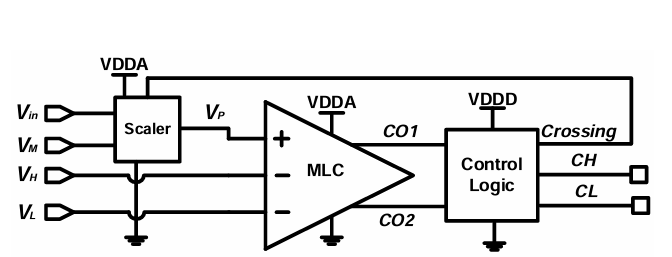 VDDA
Vin
VM
VH
VL
Scaler
VP
VDDA
+
−
−
MLC
CO1
CO2
VDDD
Control
Logic
Crossing
CH
CL